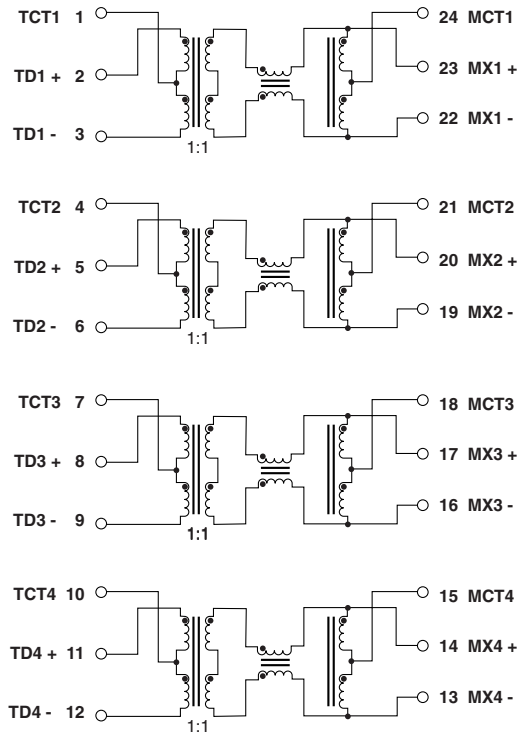 TCT1 1
24 MCT1
TD1 + 2
23 MX1 +
TD1 - 3
22 MX1 -
1:1
TCT2 4
21 MCT2
TD2 + 5
20 MX2 +
TD2 - 6
19 MX2 -
1:1
TCT3 7
18 MCT3
TD3 + 8
17 MX3 +
TD3 - 9
16 MX3 -
1:1
TCT4 10
15 MCT4
TD4 + 11
14 MX4 +
TD4 - 12
13 MX4 -
1:1